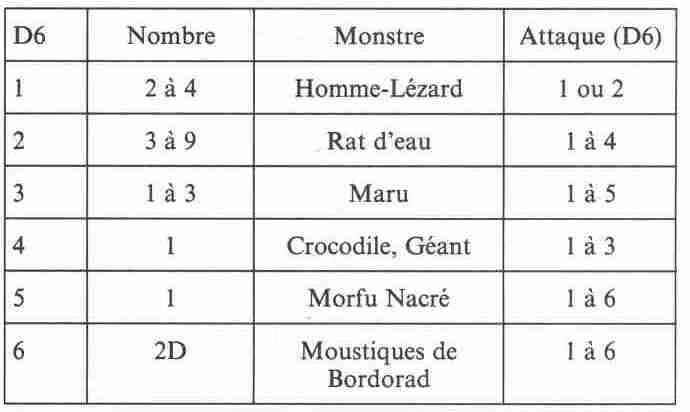 D6 Nombre Monstre Attaque (D6)
1 2 à 4 Homme-Lézard 1 ou 2
2 3 à 9 Rat d'eau 1 à 4
3 1 à 3 Maru 1 à 5
4 1 Crocodile, Géant 1 à 3
5 1 Morfu Nacré 1 à 6
6 2D Moustiques de 1 à 6
Bordorad